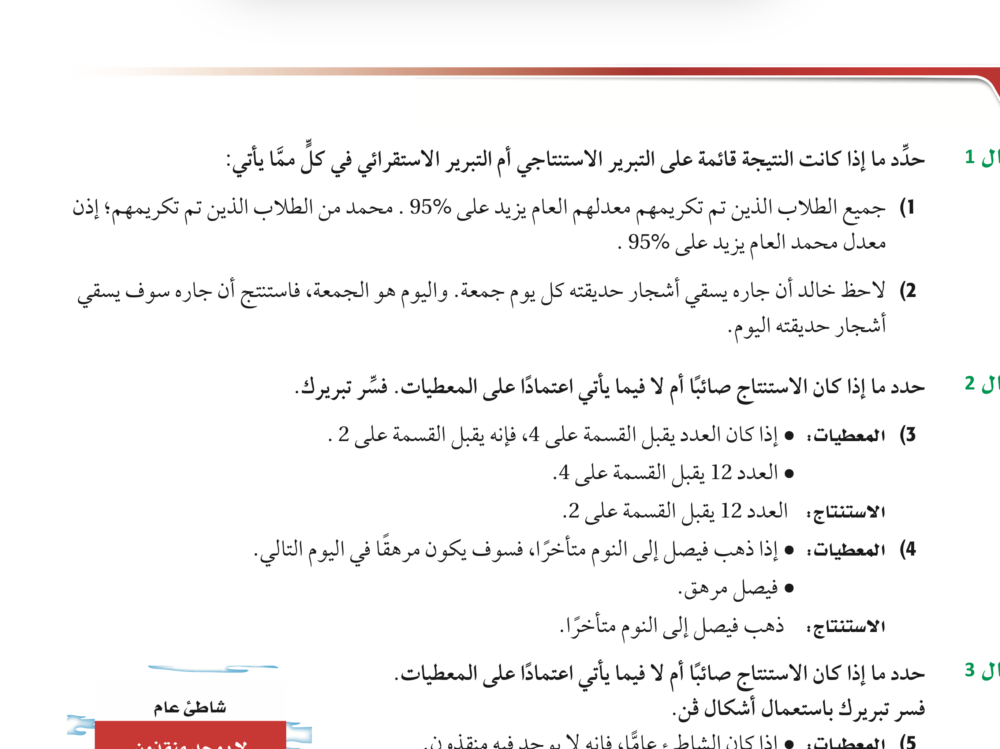 ال 1
حدِّد ما إذا كانت النتيجة قائمة على التبرير الاستنتاجي أم التبرير الاستقرائي في كلٍّ ممَّا يأتي:
1) جميع الطلاب الذين تم تكريمهم معدلهم العام يزيد على 95% . محمد من الطلاب الذين تم تكريمهم؛ إذن
معدل محمد العام يزيد على 95% .
2) لاحظ خالد أن جاره يسقي أشجار حديقته كل يوم جمعة. واليوم هو الجمعة، فاستنتج أن جاره سوف يسقي
أشجار حديقته اليوم.
ال 2
حدد ما إذا كان الاستنتاج صائبًا أم لا فيما يأتي اعتمادًا على المعطيات. فسِّر تبريرك.
3) المعطيات: • إذا كان العدد يقبل القسمة على 4، فإنه يقبل القسمة على 2 .
• العدد 12 يقبل القسمة على 4.
الاستنتاج: العدد 12 يقبل القسمة على 2.
4) المعطيات: • إذا ذهب فيصل إلى النوم متأخرًا، فسوف يكون مرهقًا في اليوم التالي.
• فيصل مرهق.
الاستنتاج: ذهب فيصل إلى النوم متأخرًا.
ال 3
حدد ما إذا كان الاستنتاج صائبًا أم لا فيما يأتي اعتمادًا على المعطيات.
فسر تبريرك باستعمال أشكال ڤن.
5) المعطيات: • إذا كان الشاطئ عامًّا، فإنه لا يوجد فيه منقذون.
شاطئ عام
لا يوجد منقذون